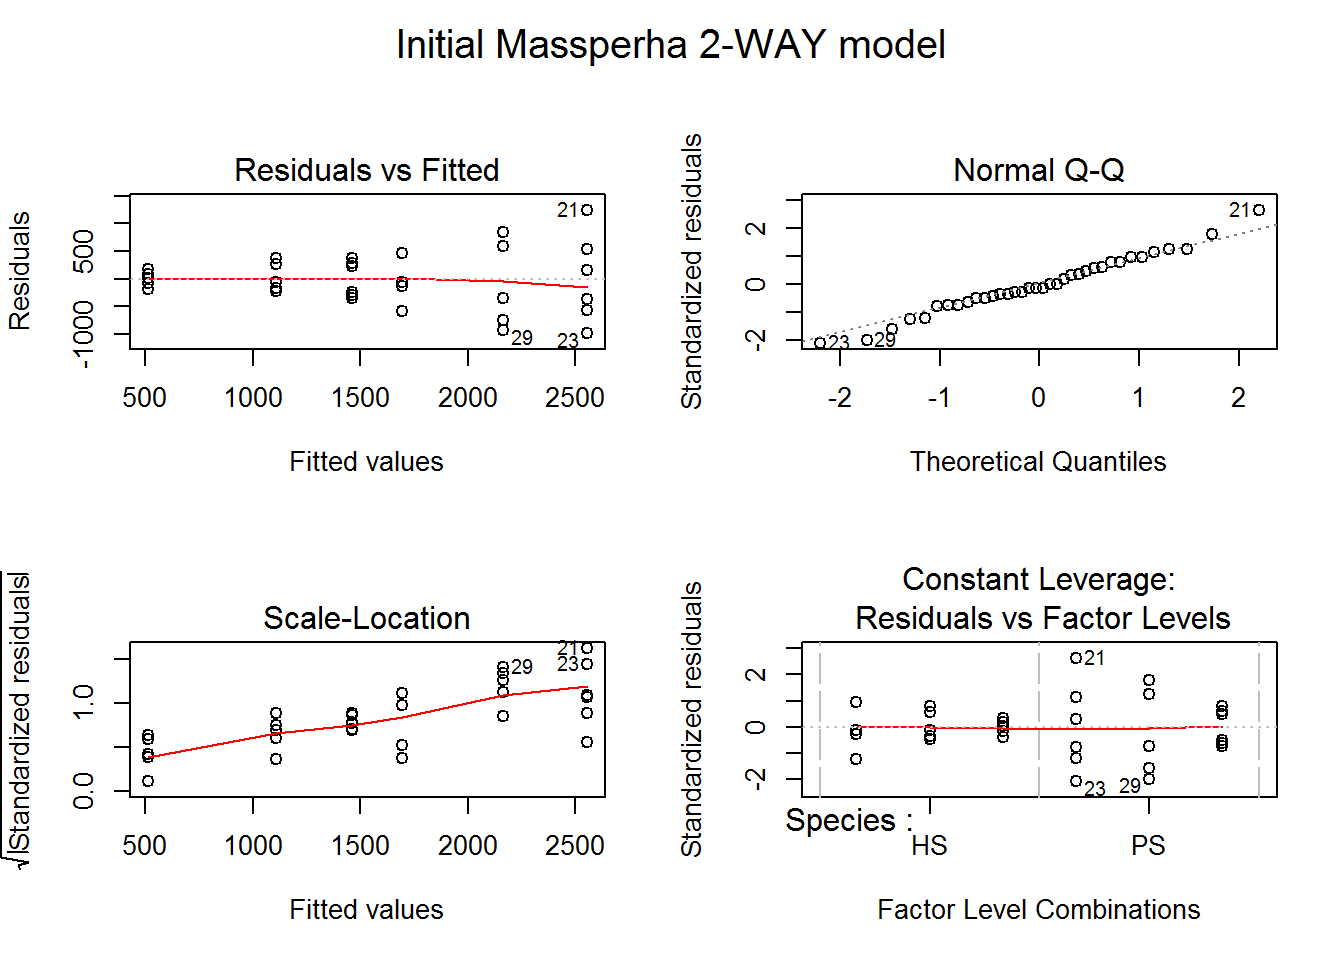 Initial Massperha 2-WAY model
Residuals vs Fitted
Residuals
500
-1000
21
29
23
500 1000 1500 2000 2500
Fitted values
Normal Q-Q
Standardized residuals
2
0
-2
21
23
29
-2 -1 0 1 2
Theoretical Quantiles
Scale-Location
√|Standardized residuals|
1.0
0.0
21
29
23
500 1000 1500 2000 2500
Fitted values
Constant Leverage:
Residuals vs Factor Levels
Standardized residuals
2
0
-2
21
23
29
Species :
HS PS
Factor Level Combinations